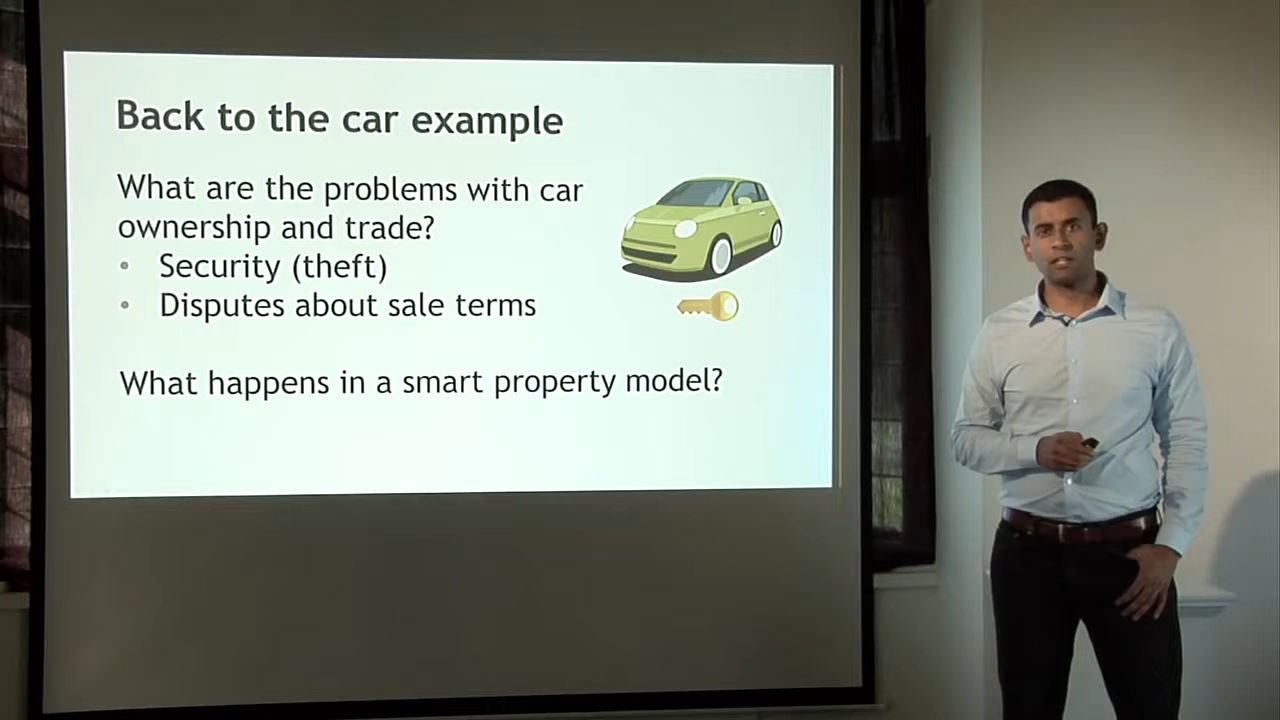 Back to the car example
What are the problems with car
ownership and trade?
• Security (theft)
• Disputes about sale terms
What happens in a smart property model?